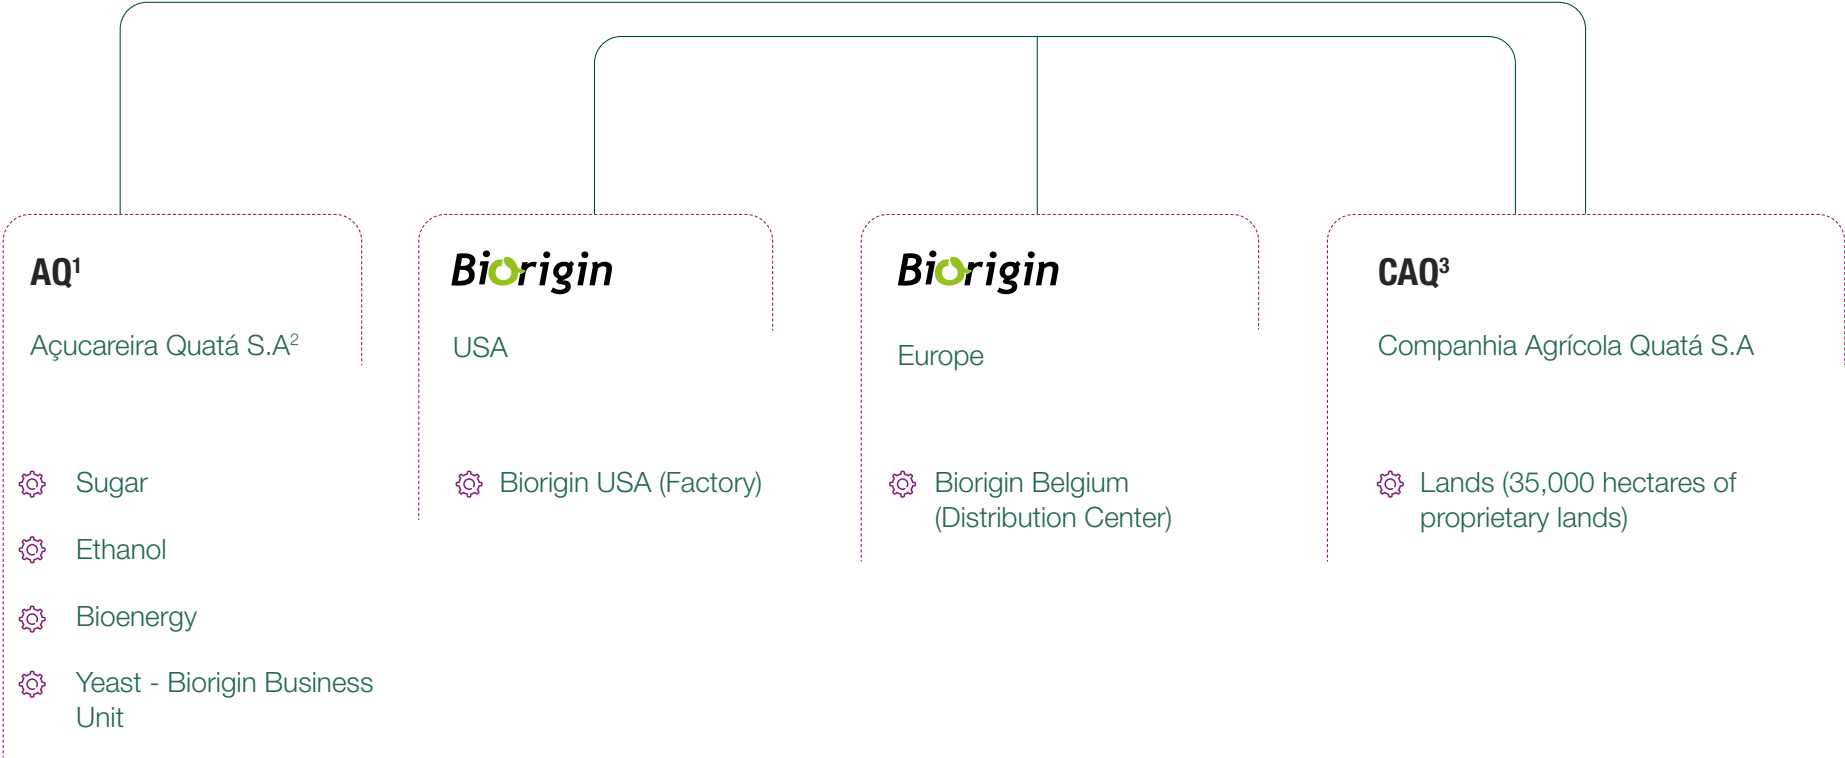 AQ¹
Açucareira Quatá S.A²
Sugar
Ethanol
Bioenergy
Yeast - Biorigin Business
Unit
Biorigin
USA
Biorigin USA (Factory)
Biorigin
Europe
Biorigin Belgium
(Distribution Center)
CAQ³
Companhia Agrícola Quatá S.A
Lands (35,000 hectares of
proprietary lands)